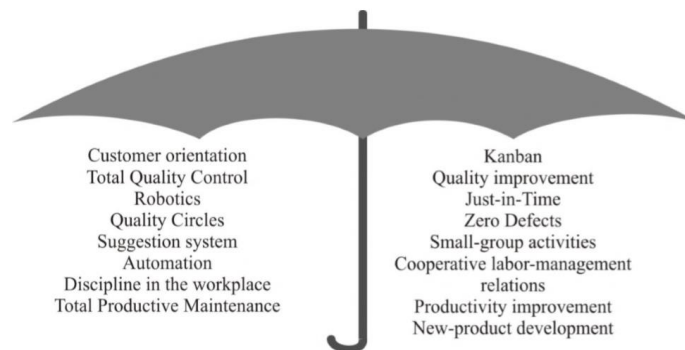 Customer orientation
Total Quality Control
Robotics
Quality Circles
Suggestion system
Automation
Discipline in the workplace
Total Productive Maintenance
Kanban
Quality improvement
Just-in-Time
Zero Defects
Small-group activities
Cooperative labor-management
relations
Productivity improvement
New-product development